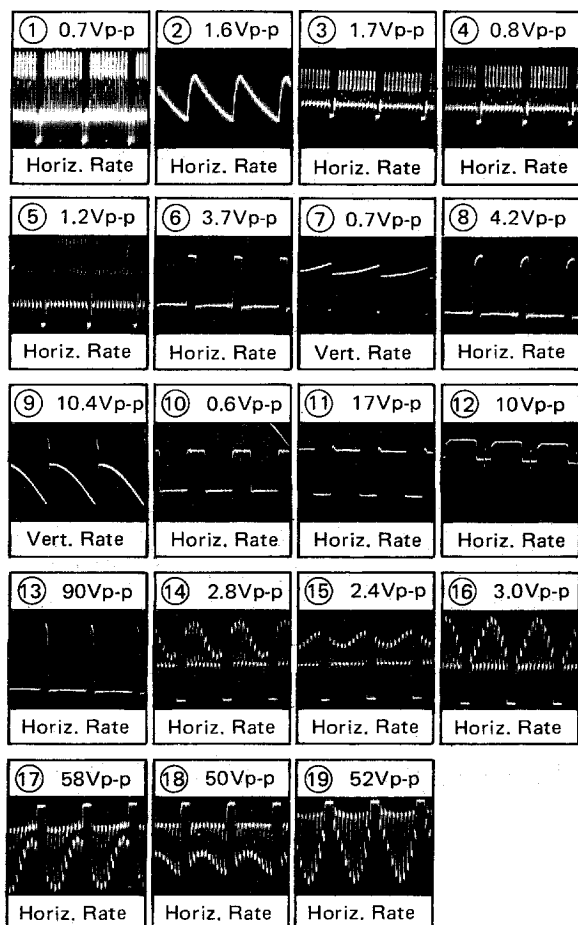 ① 0.7Vp-p ② 1.6Vp-p ③ 1.7Vp-p ④ 0.8Vp-p
Horiz. Rate Horiz. Rate Horiz. Rate Horiz. Rate
⑤ 1.2Vp-p ⑥ 3.7Vp-p ⑦ 0.7Vp-p ⑧ 4.2Vp-p
Horiz. Rate Horiz. Rate Vert. Rate Horiz. Rate
⑨ 10.4Vp-p ⑩ 0.6Vp-p ⑪ 17Vp-p ⑫ 10Vp-p
Vert. Rate Horiz. Rate Horiz. Rate Horiz. Rate
⑬ 90Vp-p ⑭ 2.8Vp-p ⑮ 2.4Vp-p ⑯ 3.0Vp-p
Horiz. Rate Horiz. Rate Horiz. Rate Horiz. Rate
⑰ 58Vp-p ⑱ 50Vp-p ⑲ 52Vp-p
Horiz. Rate Horiz. Rate Horiz. Rate